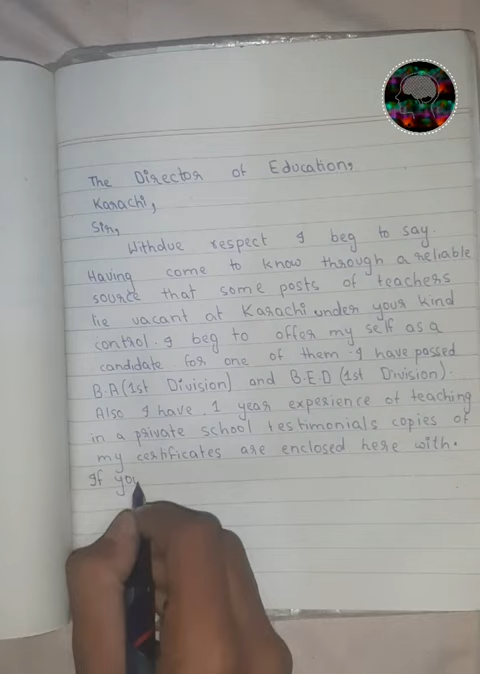 The Director of Education,
Karachi,
Sir,
Withdue respect I beg to say.
Having come to know through a reliable
source that some posts of teachers
lie vacant at Karachi under your kind
control. I beg to offer my self as a
candidate for one of them. I have passed
B.A (1st Division) and B.E.D (1st Division).
Also I have 1 year experience of teaching
in a private school testimonials copies of
my certificates are enclosed here with.
If you